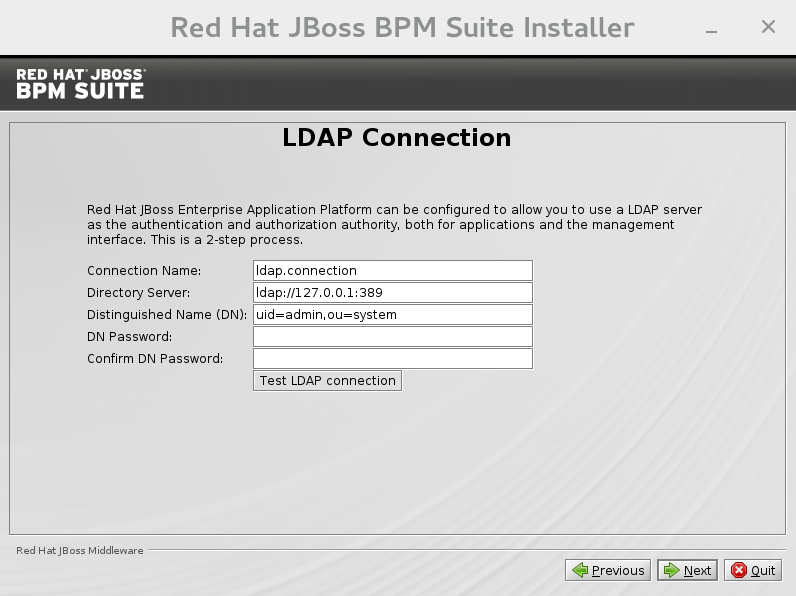 Red Hat JBoss BPM Suite Installer
RED HAT® JBOSS®
BPM SUITE
LDAP Connection
Red Hat JBoss Enterprise Application Platform can be configured to allow you to use a LDAP server
as the authentication and authorization authority, both for applications and the management
interface. This is a 2-step process.
Connection Name: ldap.connection
Directory Server: ldap://127.0.0.1:389
Distinguished Name (DN): uid=admin,ou=system
DN Password:
Confirm DN Password:
Test LDAP connection
Red Hat JBoss Middleware
Previous Next Quit